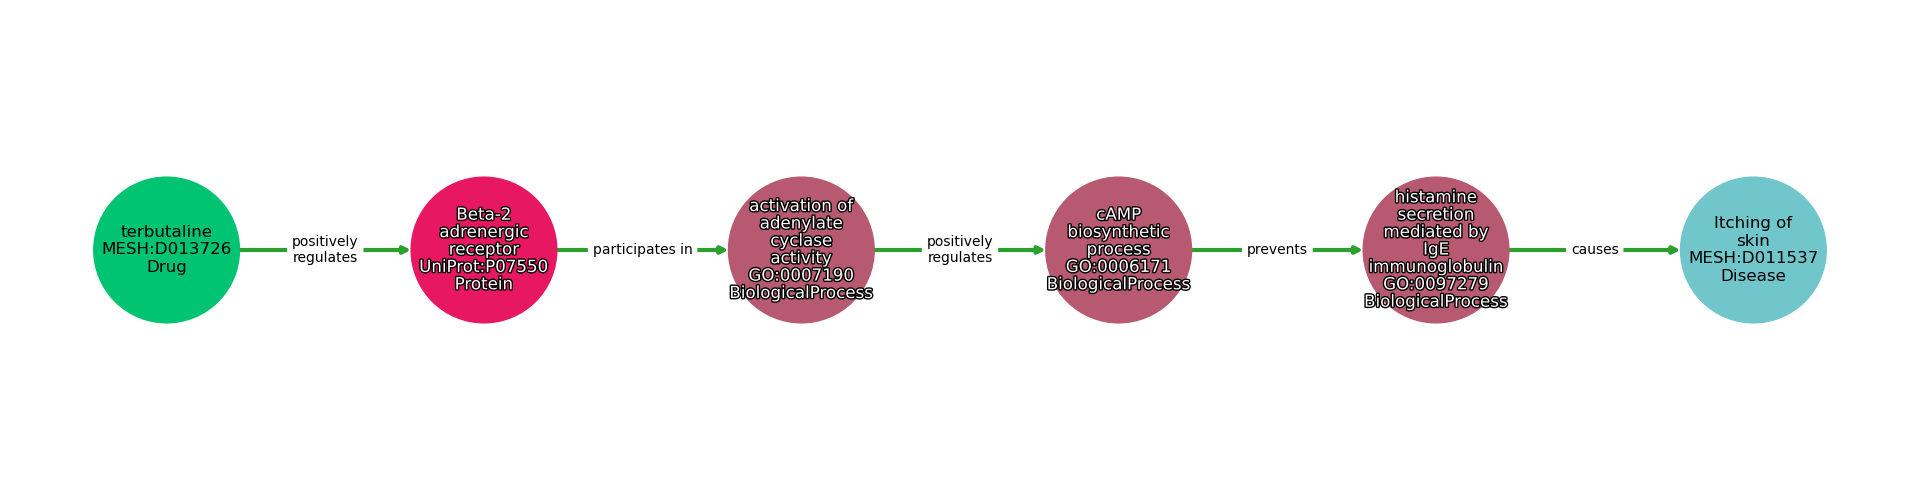 terbutaline
MESH:D013726
Drug
positively
regulates
Beta-2
adrenergic
receptor
UniProt:P07550
Protein
participates in
activation of
adenylate
cyclase
activity
GO:0007190
BiologicalProcess
positively
regulates
cAMP
biosynthetic
process
GO:0006171
BiologicalProcess
prevents
histamine
secretion
mediated by
IgE
immunoglobulin
GO:0097279
BiologicalProcess
causes
Itching of
skin
MESH:D011537
Disease